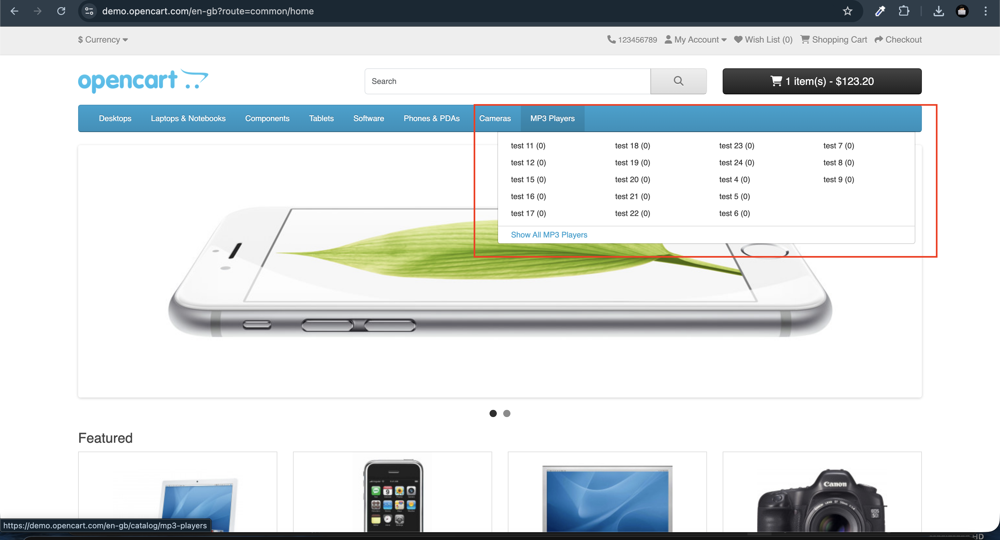 demo.opencart.com/en-gb?route=common/home
$ Currency
123456789 My Account Wish List (0) Shopping Cart Checkout
opencart
Search
1 item(s) - $123.20
Desktops Laptops & Notebooks Components Tablets Software Phones & PDAs Cameras MP3 Players
test 11 (0) test 18 (0) test 23 (0) test 7 (0)
test 12 (0) test 19 (0) test 24 (0) test 8 (0)
test 15 (0) test 20 (0) test 4 (0) test 9 (0)
test 16 (0) test 21 (0) test 5 (0)
test 17 (0) test 22 (0) test 6 (0)
Show All MP3 Players
Featured
9
Canon
EOS
5D
https://demo.opencart.com/en-gb/catalog/mp3-players
HD